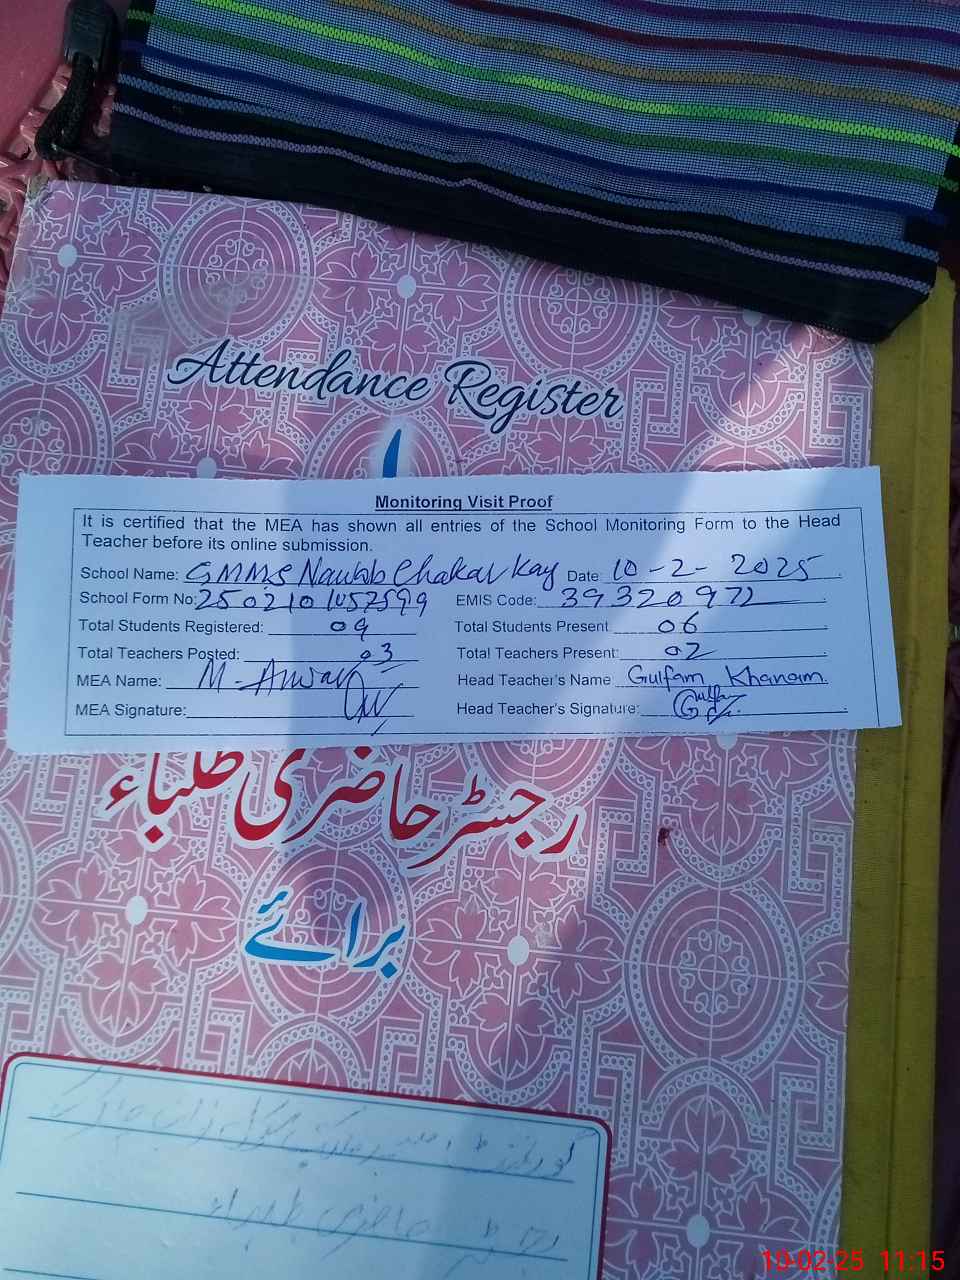 Attendance Register
Monitoring Visit Proof
It is certified that the MEA has shown all entries of the School Monitoring Form to the Head
Teacher before its online submission.
School Name: GMMS Nawab Chakar Kay Date: 10-2-2025
School Form No: 2502101057599 EMIS Code: 39320972
Total Students Registered: 09 Total Students Present 06
Total Teachers Posted: 03 Total Teachers Present: 02
MEA Name: M-Anwar Head Teacher's Name Gulfam Khanam
MEA Signature: Head Teacher's Signature: Gulfam
رجسٹر حاضری طلباء
برائے
10-02-25 11:15